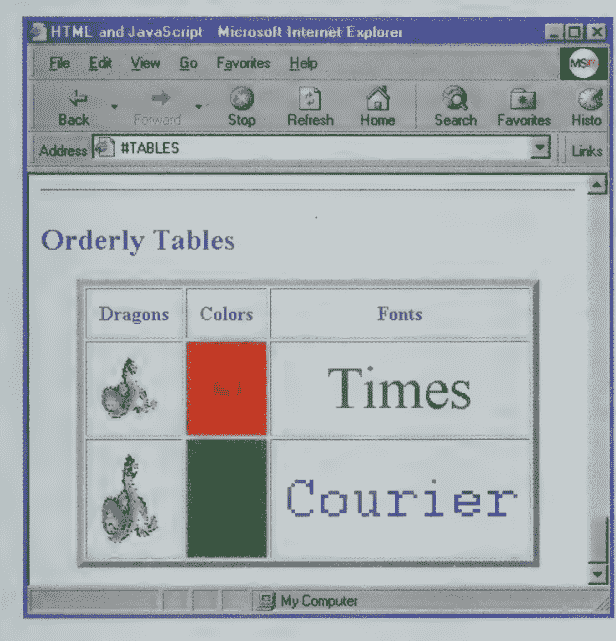 HTML and JavaScript Microsoft Internet Explorer
File Edit View Go Favorites Help
Back Forward Stop Refresh Home Search Favorites Histo
Address #TABLES Links
Orderly Tables
Dragons Colors Fonts
Times
Courier
My Computer